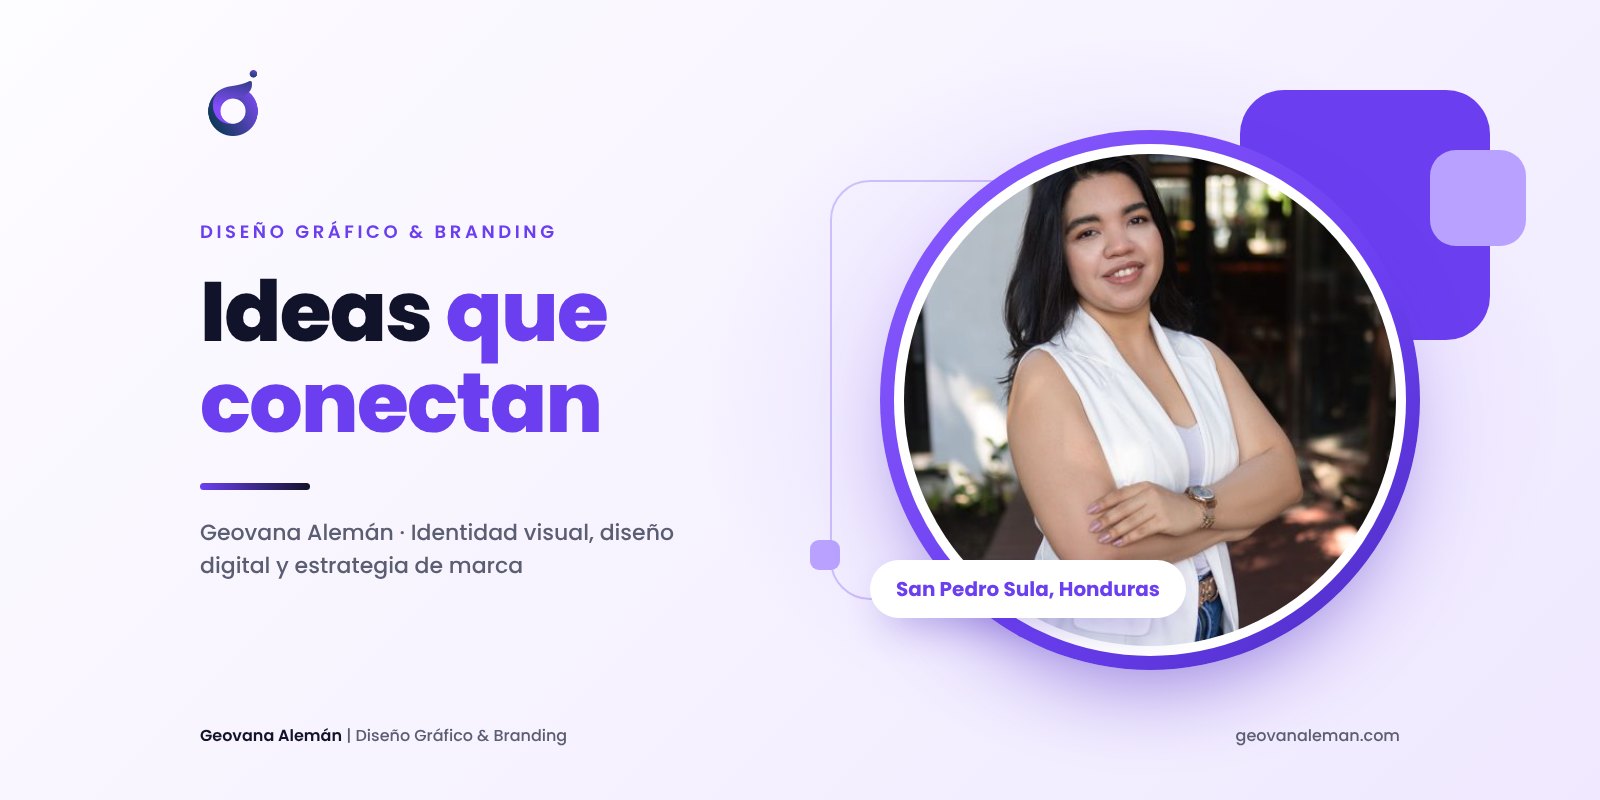 DISEÑO GRÁFICO & BRANDING
Ideas que
conectan
Geovana Alemán · Identidad visual, diseño
digital y estrategia de marca
San Pedro Sula, Honduras
Geovana Alemán | Diseño Gráfico & Branding
geovanaleman.com